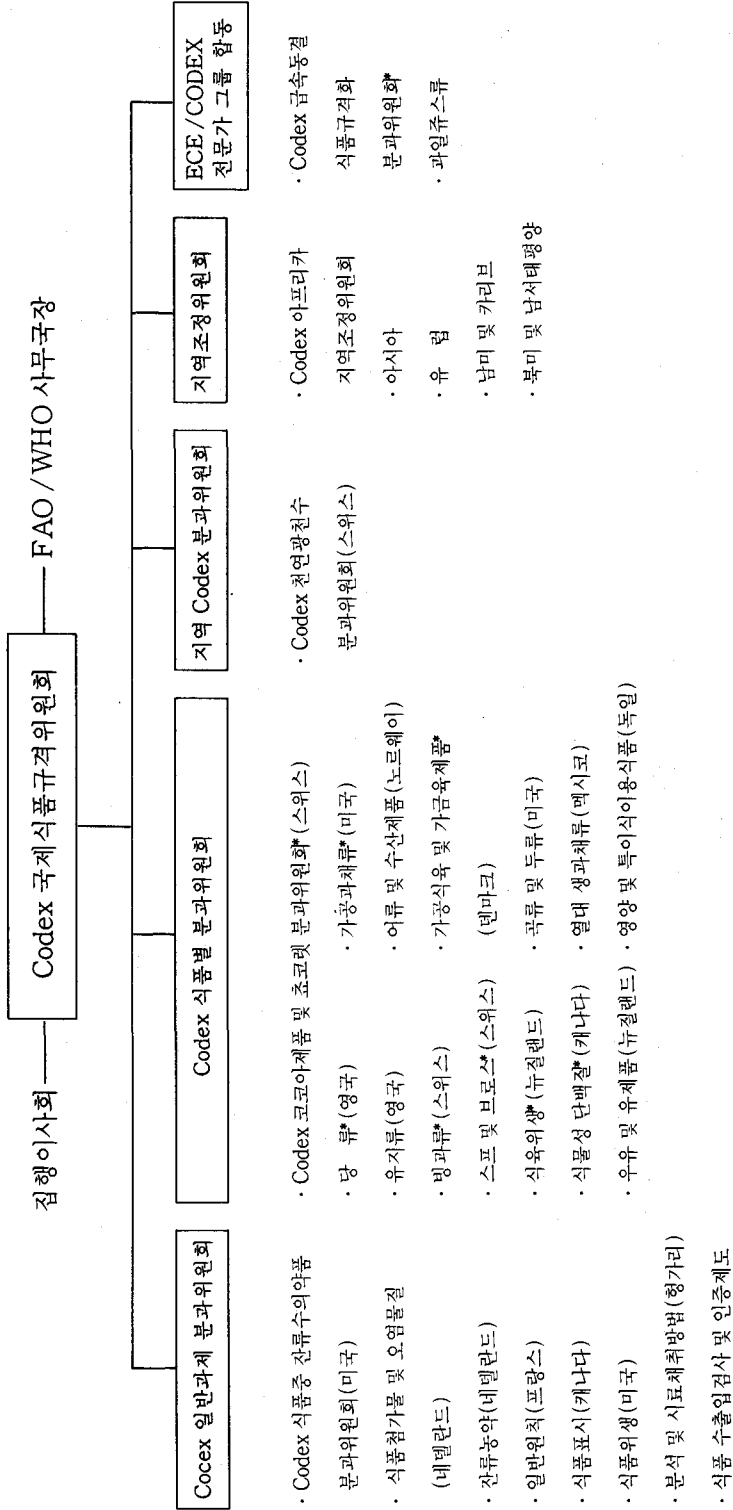 집행이사회
Codex 국제식품규격위원회
FAO/WHO 사무국장
Cocex 일반과제 분과위원회
· Codex 식품중 잔류수의약품
분과위원회(미국)
· 식품첨가물 및 오염물질
(네델란드)
· 잔류농약(네델란드)
· 일반원칙(프랑스)
· 식품표시(캐나다)
식품위생(미국)
· 분석 및 시료채취방법(헝가리)
· 식품 수출입검사 및 인증제도
Codex 식품별 분과위원회
· Codex 코코아제품 및 쵸코렛 분과위원회*(스위스)
· 당 류*(영국)
· 가공과채류*(미국)
· 유지류(영국)
· 어류 및 수산제품(노르웨이)
· 빙과류*(스위스)
· 가공식육 및 가금육제품*
· 스프 및 브로스*(스위스)
(덴마크)
· 식육위생*(뉴질랜드)
· 곡류 및 두류(미국)
· 식물성 단백질*(캐나다)
· 열대 생과채류(멕시코)
· 우유 및 유제품(뉴질랜드)
· 영양 및 특이식이용식품(독일)
지역 Codex 분과위원회
· Codex 천연광천수
분과위원회(스위스)
지역조정위원회
· Codex 아프리카
지역조정위원회
· 아시아
· 유 럽
· 남미 및 카리브
· 북미 및 남서태평양
ECE/CODEX
전문가 그룹 합동
· Codex 급속동결
식품규격화
분과위원회*
· 과일쥬스류